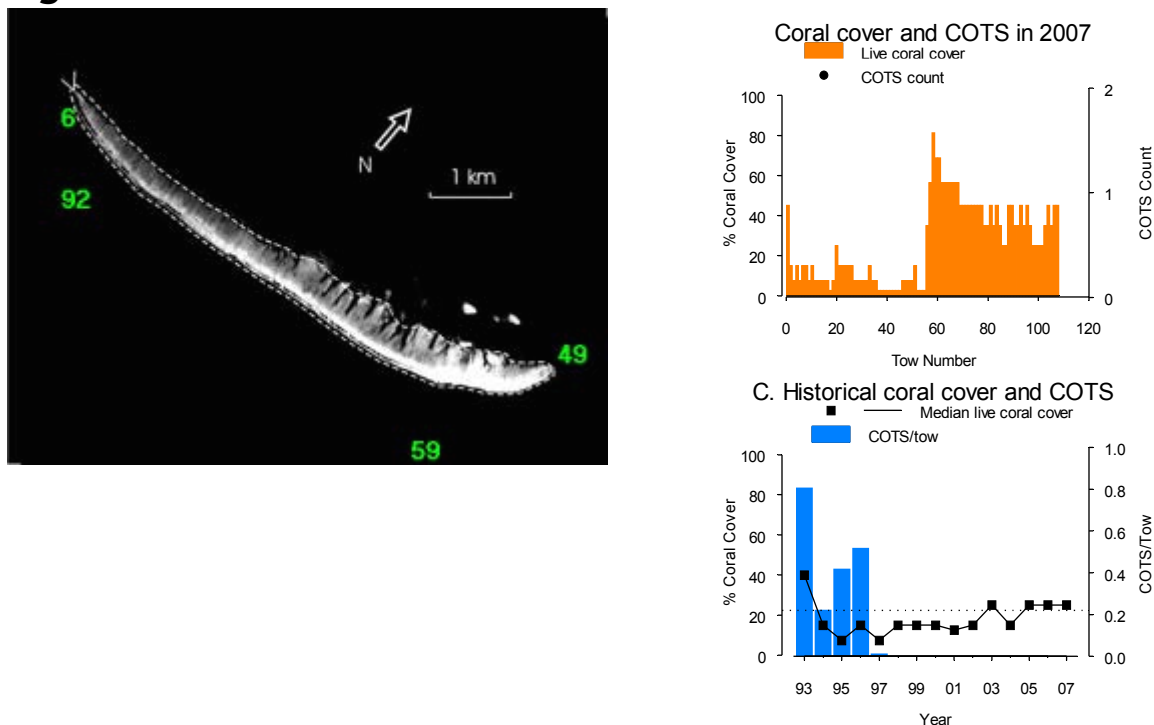 6
92
N
1 km
49
59
Coral cover and COTS in 2007
Live coral cover
COTS count
% Coral Cover
100
80
60
40
20
0
COTS Count
2
1
0
0 20 40 60 80 100 120
Tow Number
C. Historical coral cover and COTS
Median live coral cover
COTS/tow
% Coral Cover
100
80
60
40
20
0
COTS/Tow
1.0
0.8
0.6
0.4
0.2
0.0
93 95 97 99 01 03 05 07
Year